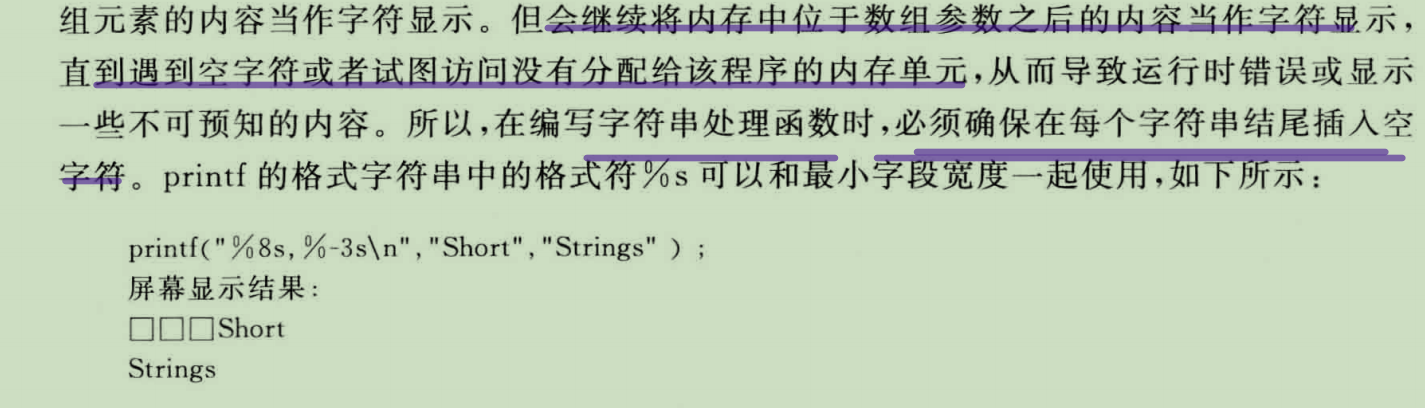 组元素的内容当作字符显示。但会继续将内存中位于数组参数之后的内容当作字符显示,
直到遇到空字符或者试图访问没有分配给该程序的内存单元,从而导致运行时错误或显示
一些不可预知的内容。所以,在编写字符串处理函数时,必须确保在每个字符串结尾插入空
字符。printf 的格式字符串中的格式符%s 可以和最小字段宽度一起使用,如下所示:
printf("%8s,%-3s\n","Short","Strings" ) ;
屏幕显示结果:
□□□Short
Strings